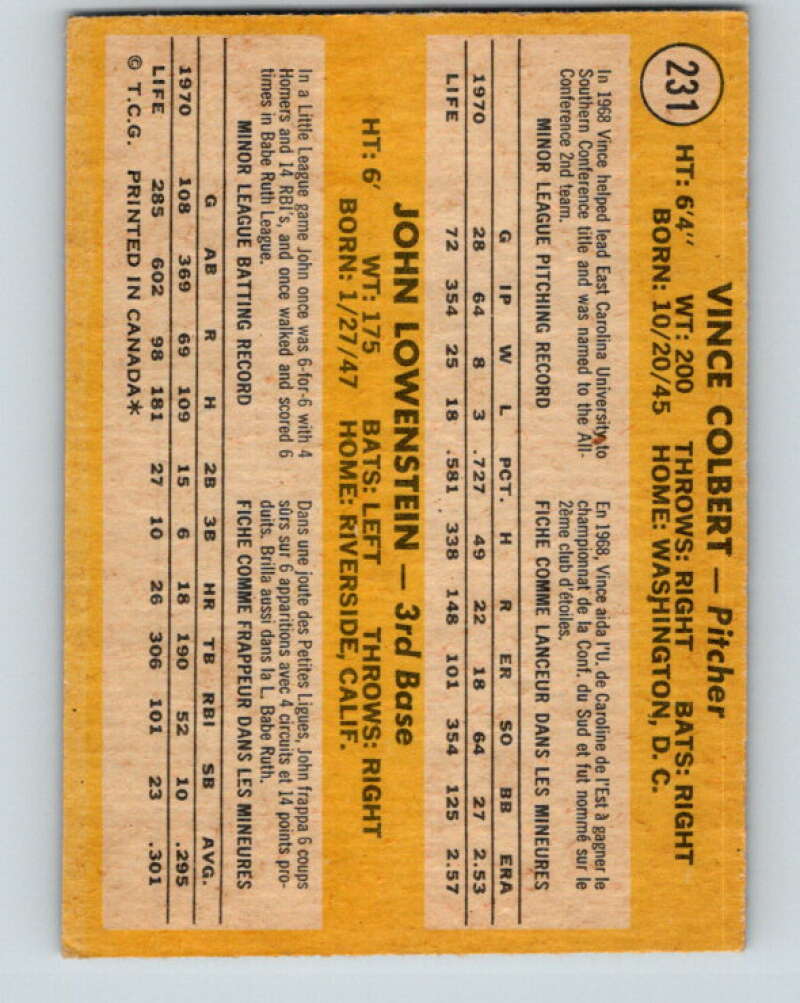 231
VINCE COLBERT — Pitcher
HT: 6'4" WT: 200 THROWS: RIGHT BATS: RIGHT
BORN: 10/20/45 HOME: WASHINGTON, D. C.
In 1968 Vince helped lead East Carolina University to
Southern Conference title and was named to the All-
Conference 2nd team.
En 1968, Vince aida l'U. de Caroline de l'Est à gagner le
championnat de la Conf. du Sud et fut nommé sur le
2ème club d'étoiles.
MINOR LEAGUE PITCHING RECORD FICHE COMME LANCEUR DANS LES MINEURES
G IP W L PCT. H R ER SO BB ERA
1970 28 64 8 3 .727 49 22 18 64 27 2.53
LIFE 72 354 25 18 .581 338 148 101 354 125 2.57
JOHN LOWENSTEIN — 3rd Base
HT: 6' WT: 175 BATS: LEFT THROWS: RIGHT
BORN: 1/27/47 HOME: RIVERSIDE, CALIF.
In a Little League game John once was 6-for-6 with 4
Homers and 14 RBI's, and once walked and scored 6
times in Babe Ruth League.
Dans une joute des Petites Ligues, John frappa 6 coups
sûrs sur 6 apparitions avec 4 circuits et 14 points pro-
duits. Brilla aussi dans la L. Babe Ruth.
MINOR LEAGUE BATTING RECORD FICHE COMME FRAPPEUR DANS LES MINEURES
G AB R H 2B 3B HR TB RBI SB AVG.
1970 108 369 69 109 15 6 18 190 52 10 .295
LIFE 285 602 98 181 27 10 26 306 101 23 .301
© T.C.G. PRINTED IN CANADA*